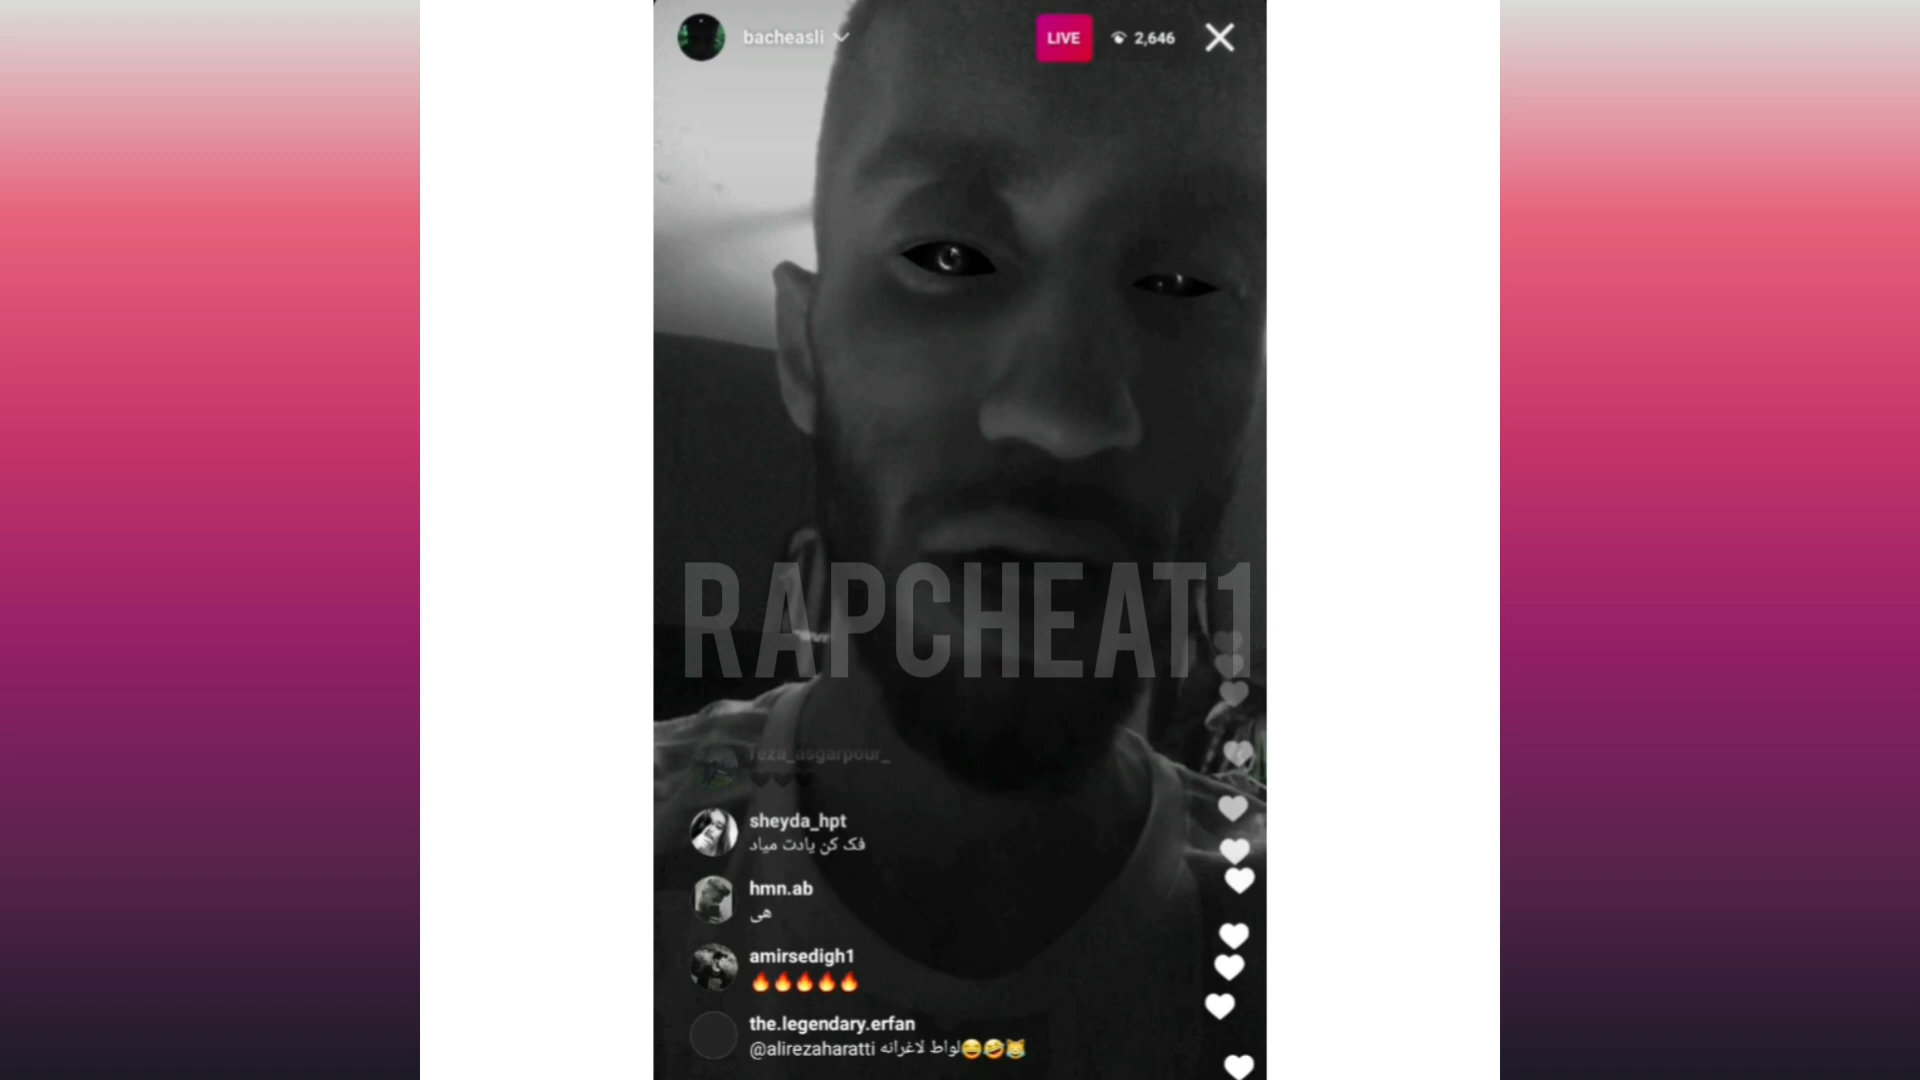 bacheasli
LIVE
2,646
RAPCHEAT1
reza_asgarpour_
sheyda_hpt
فک کن یادت میاد
hmn.ab
هی
amirsedigh1
🔥🔥🔥🔥🔥
the.legendary.erfan
@alirezaharatti لواط لاغرانه😂🤣😹